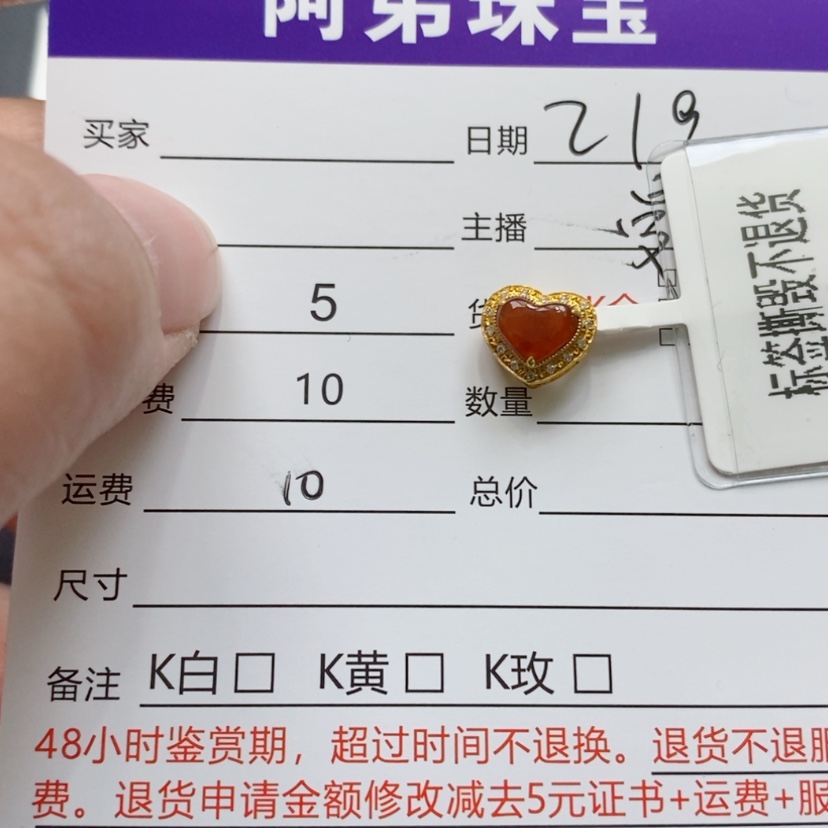 阿弟珠宝
买家
日期 219
主播
5
费 10 数量
运费 10 总价
尺寸
备注 K白□ K黄□ K玫□
48小时鉴赏期，超过时间不退换。退货不退服
费。退货申请金额修改减去5元证书+运费+服
标签撕毁不退货